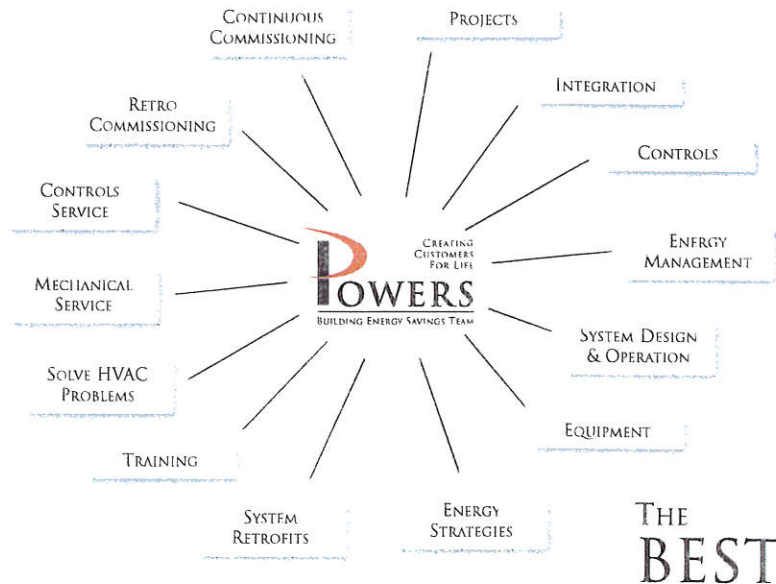 CONTINUOUS
COMMISSIONING
PROJECTS
RETRO
COMMISSIONING
INTEGRATION
CONTROLS
CONTROLS
SERVICE
CREATING
CUSTOMERS
FOR LIFE
ENERGY
MANAGEMENT
POWERS
BUILDING ENERGY SAVINGS TEAM
MECHANICAL
SERVICE
SYSTEM DESIGN
& OPERATION
SOLVE HVAC
PROBLEMS
EQUIPMENT
TRAINING
SYSTEM
RETROFITS
ENERGY
STRATEGIES
THE
BEST